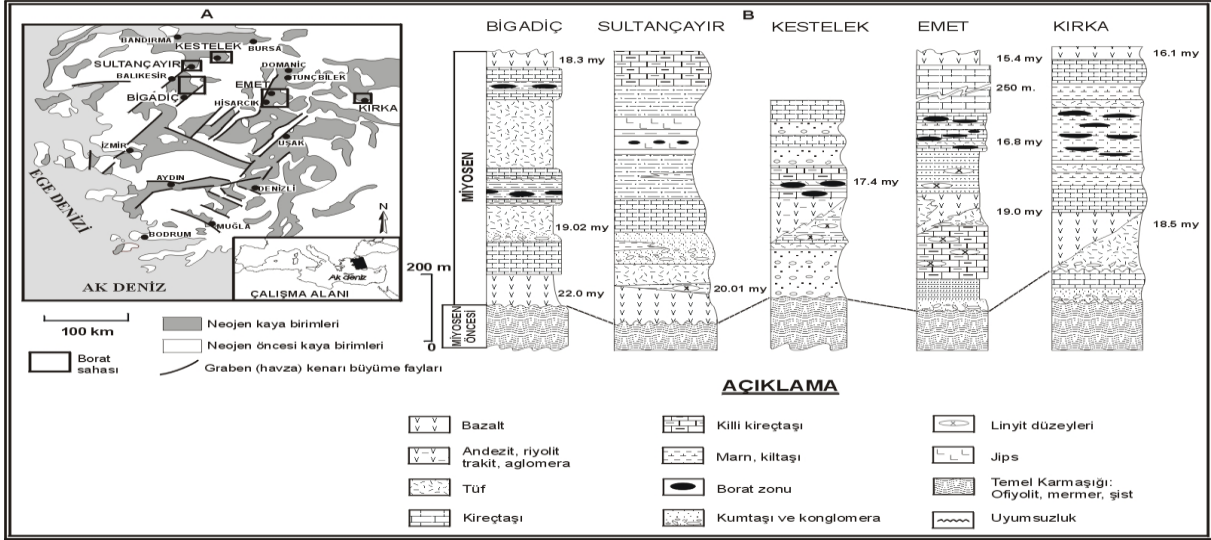 A
BANDIRMA
KESTELEK
BURSA
SULTANÇAYIR
DOMANİÇ
BALIKESİR
TUNÇBİLEK
EMET
BİGADİÇ
HİSARCIK
KIRKA
İZMİR
UŞAK
AYDIN
DENİZLİ
EGE DENİZİ
N
MUĞLA
BODRUM
Ak deniz
AK DENİZ
ÇALIŞMA ALANI
100 km
Neojen kaya birimleri
Neojen öncesi kaya birimleri
Borat
sahası
Graben (havza) kenarı büyüme fayları
B
BİGADİÇ
SULTANÇAYIR
KESTELEK
EMET
KIRKA
MİYOSEN
MİYOSEN
ÖNCESİ
200 m
0
18.3 my
19.02 my
22.0 my
20.01 my
17.4 my
15.4 my
250 m.
16.8 my
19.0 my
16.1 my
18.5 my
AÇIKLAMA
Bazalt
Andezit, riyolit
trakit, aglomera
Tüf
Kireçtaşı
Killi kireçtaşı
Marn, kiltaşı
Borat zonu
Kumtaşı ve konglomera
Linyit düzeyleri
Jips
Temel Karmaşığı:
Ofiyolit, mermer, şist
Uyumsuzluk